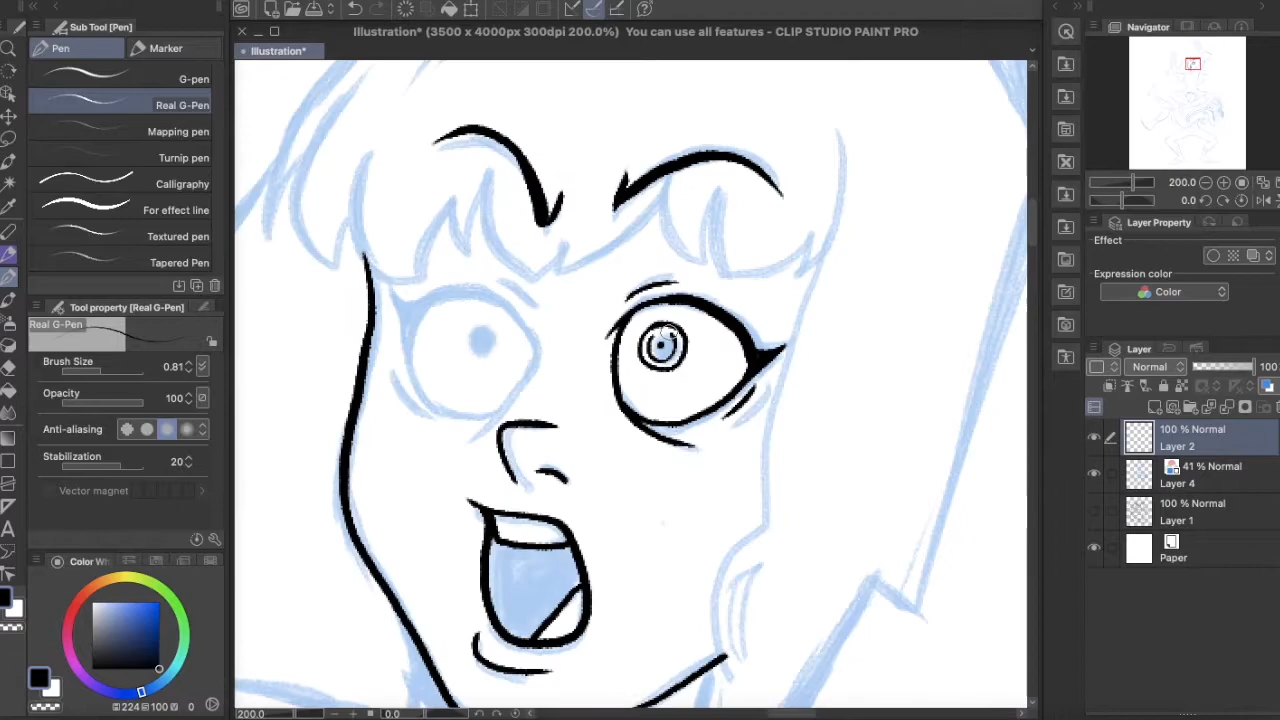 Sub Tool [Pen]
Pen
Marker
G-pen
Real G-Pen
Mapping pen
Turnip pen
Calligraphy
For effect line
Textured pen
Tapered Pen
Tool property [Real G-Pen]
Real G-Pen
Brush Size 0.81
Opacity 100
Anti-aliasing
Stabilization 20
Vector magnet
Color Wh
224 S 100 V 0
Illustration* (3500 x 4000px 300dpi 200.0%) You can use all features - CLIP STUDIO PAINT PRO
Illustration*
200.0
0.0
Navigator
200.0
0.0
Layer Property
Effect
Expression color
Color
Layer
Normal 100
100 % Normal
Layer 2
41 % Normal
Layer 4
100 % Normal
Layer 1
Paper